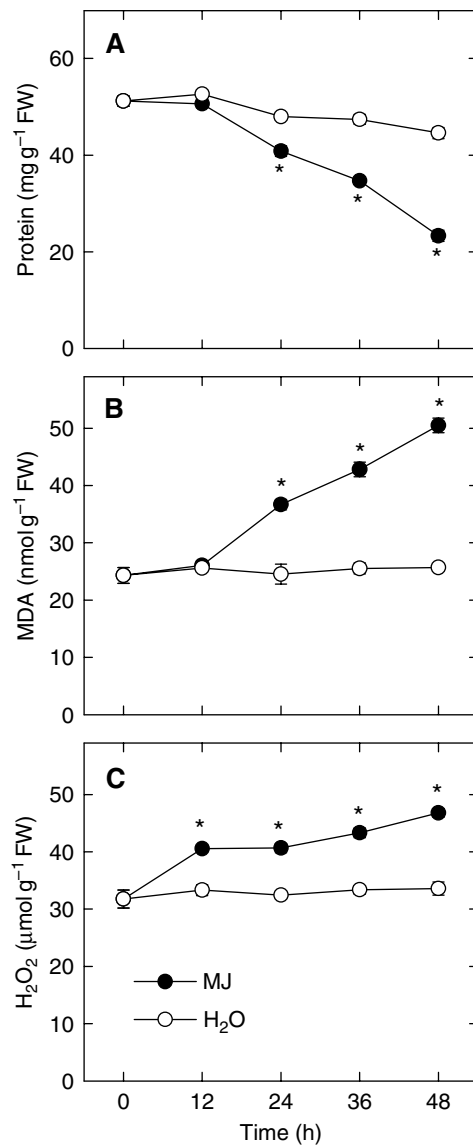 A
60
40
20
0
Protein (mg g⁻¹ FW)
*
*
*
B
50
40
30
20
10
0
MDA (nmol g⁻¹ FW)
*
*
*
C
50
40
30
20
10
0
H₂O₂ (μmol g⁻¹ FW)
*
*
*
*
MJ
H₂O
0 12 24 36 48
Time (h)